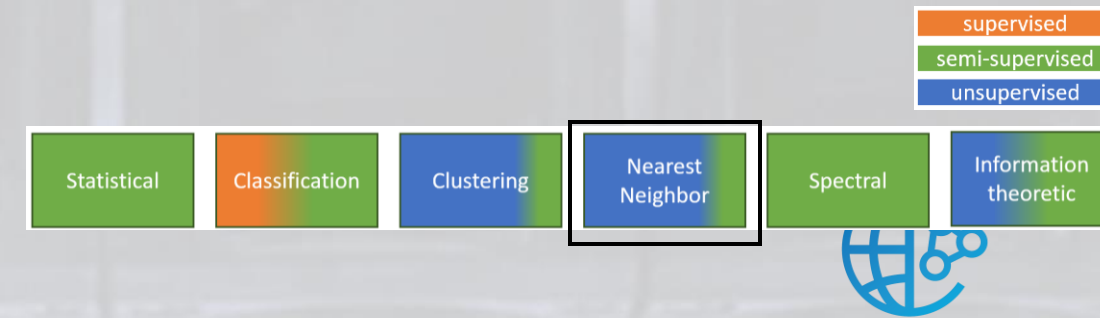 supervised
semi-supervised
unsupervised
Statistical
Classification
Clustering
Nearest
Neighbor
Spectral
Information
theoretic